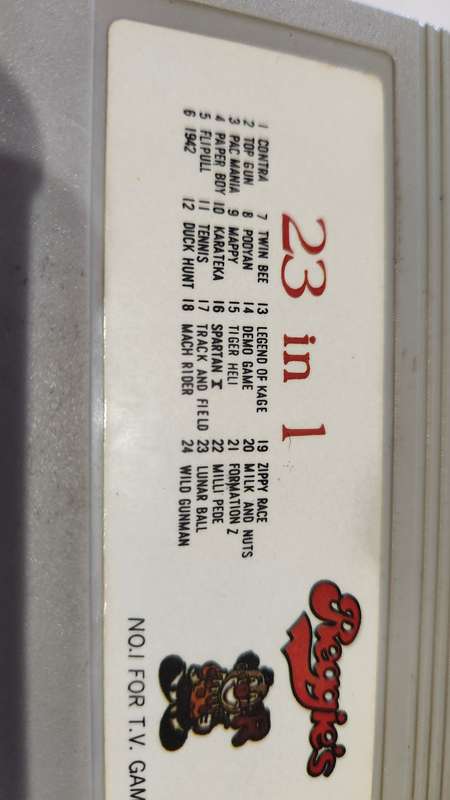 23 in 1
1 CONTRA
2 TOP GUN
3 PAC MANIA
4 PAPER BOY
5 FLIPULL
6 1942
7 TWIN BEE
8 POOYAN
9 MAPPY
10 KARATEKA
11 TENNIS
12 DUCK HUNT
13 LEGEND OF KAGE
14 DEMO GAME
15 TIGER HELI
16 SPARTAN X
17 TRACK AND FIELD
18 MACH RIDER
19 ZIPPY RACE
20 MILK AND NUTS
21 FORMATION Z
22 MILLI PEDE
23 LUNAR BALL
24 WILD GUNMAN
Reggie's
R
NO.1 FOR T.V. GAM